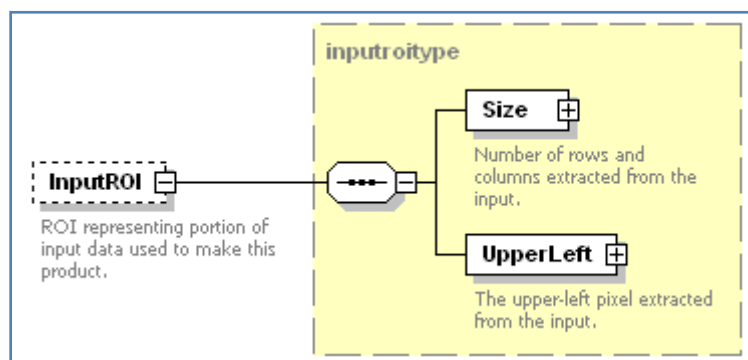 inputroitype
Size
Number of rows and
columns extracted from the
input.
InputROI
ROI representing portion of
input data used to make this
product.
UpperLeft
The upper-left pixel extracted
from the input.